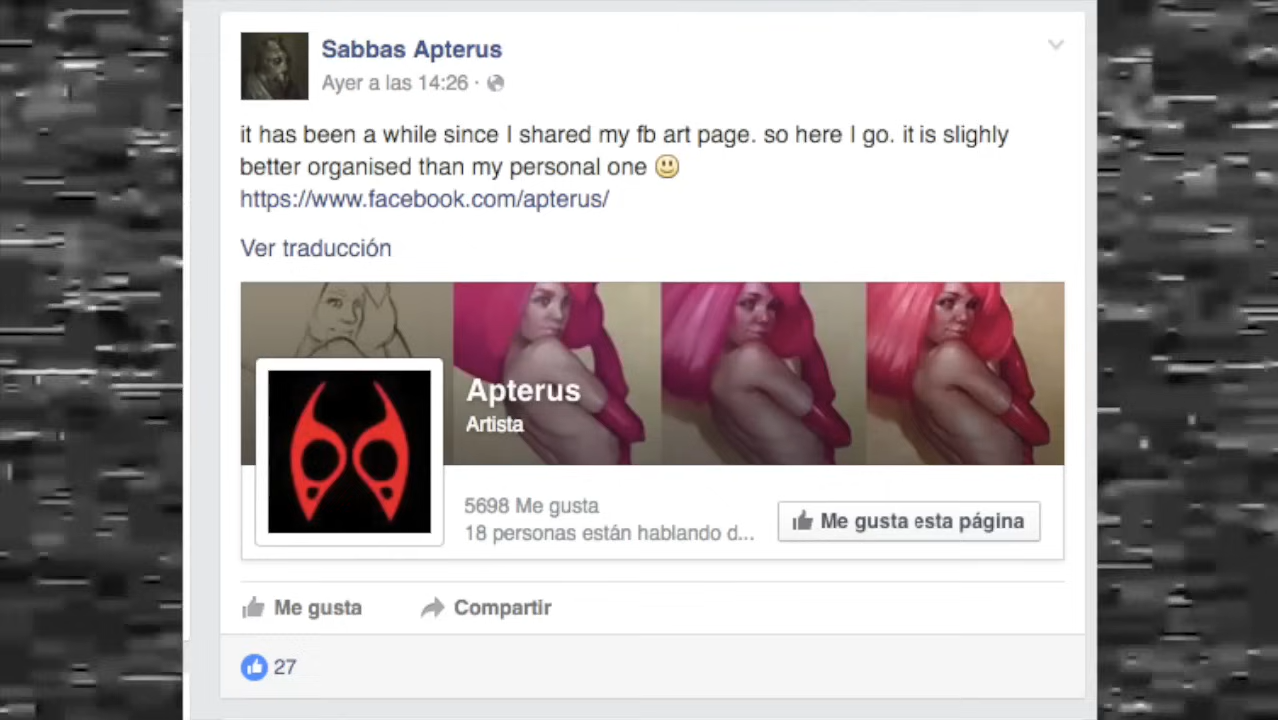 Sabbas Apterus
Ayer a las 14:26 ·
it has been a while since I shared my fb art page. so here I go. it is slighly
better organised than my personal one
https://www.facebook.com/apterus/
Ver traducción
Apterus
Artista
5698 Me gusta
18 personas están hablando d...
Me gusta esta página
Me gusta
Compartir
27